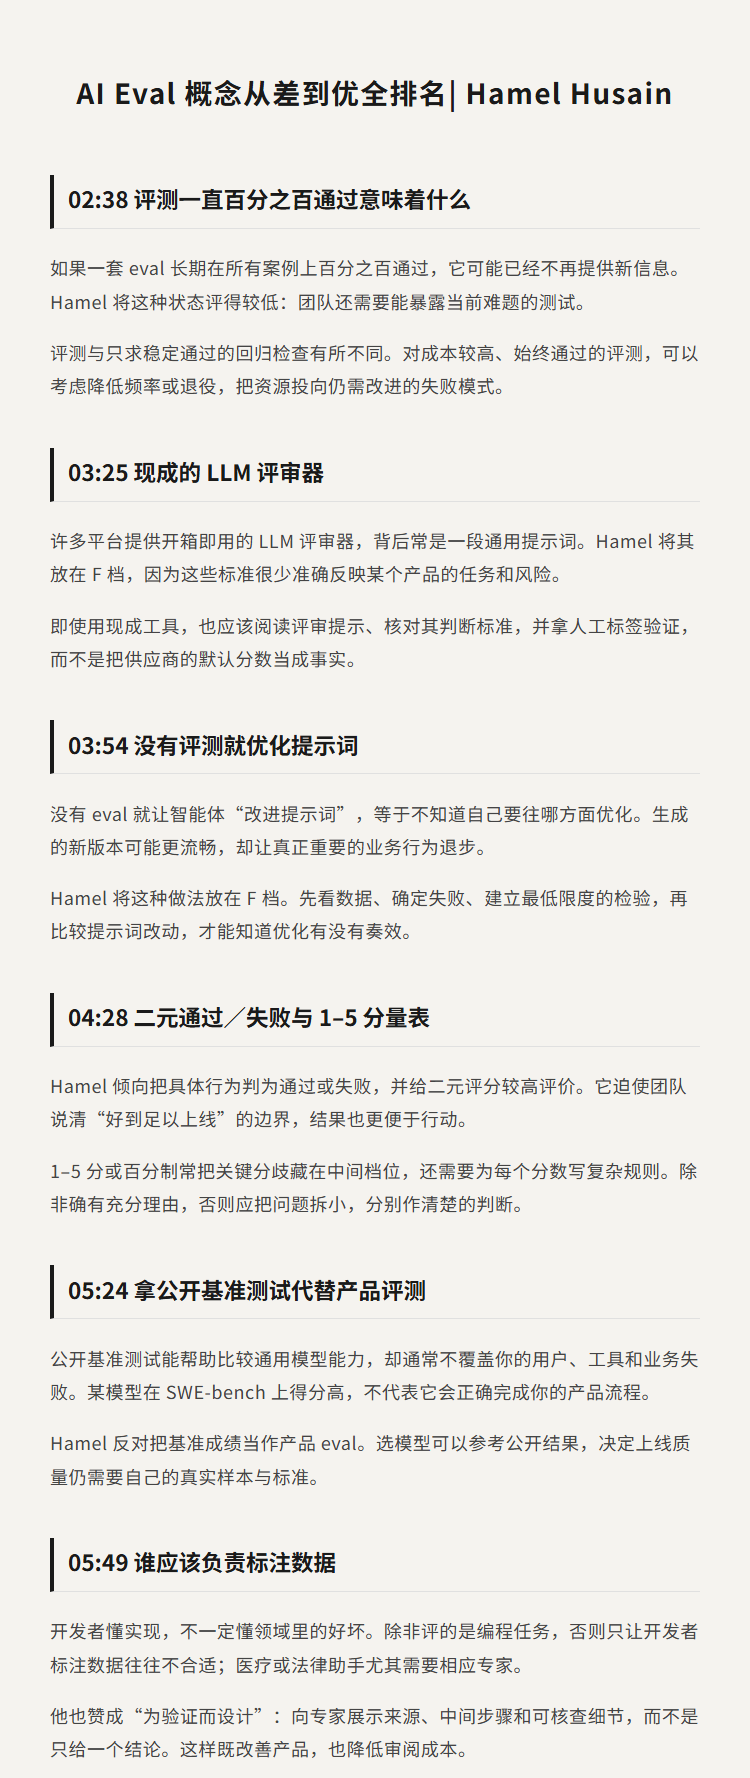 AI Eval 概念从差到优全排名| Hamel Husain
02:38 评测一直百分之百通过意味着什么
如果一套 eval 长期在所有案例上百分之百通过，它可能已经不再提供新信息。
Hamel 将这种状态评得较低：团队还需要能暴露当前难题的测试。
评测与只求稳定通过的回归检查有所不同。对成本较高、始终通过的评测，可以
考虑降低频率或退役，把资源投向仍需改进的失败模式。
03:25 现成的 LLM 评审器
许多平台提供开箱即用的 LLM 评审器，背后常是一段通用提示词。Hamel 将其
放在 F 档，因为这些标准很少准确反映某个产品的任务和风险。
即使用现成工具，也应该阅读评审提示、核对其判断标准，并拿人工标签验证，
而不是把供应商的默认分数当成事实。
03:54 没有评测就优化提示词
没有 eval 就让智能体“改进提示词”，等于不知道自己要往哪方面优化。生成
的新版本可能更流畅，却让真正重要的业务行为退步。
Hamel 将这种做法放在 F 档。先看数据、确定失败、建立最低限度的检验，再
比较提示词改动，才能知道优化有没有奏效。
04:28 二元通过／失败与 1–5 分量表
Hamel 倾向把具体行为判为通过或失败，并给二元评分较高评价。它迫使团队
说清“好到足以上线”的边界，结果也更便于行动。
1–5 分或百分制常把关键分歧藏在中间档位，还需要为每个分数写复杂规则。除
非确有充分理由，否则应把问题拆小，分别作清楚的判断。
05:24 拿公开基准测试代替产品评测
公开基准测试能帮助比较通用模型能力，却通常不覆盖你的用户、工具和业务失
败。某模型在 SWE-bench 上得分高，不代表它会正确完成你的产品流程。
Hamel 反对把基准成绩当作产品 eval。选模型可以参考公开结果，决定上线质
量仍需要自己的真实样本与标准。
05:49 谁应该负责标注数据
开发者懂实现，不一定懂领域里的好坏。除非评的是编程任务，否则只让开发者
标注数据往往不合适；医疗或法律助手尤其需要相应专家。
他也赞成“为验证而设计”：向专家展示来源、中间步骤和可核查细节，而不是
只给一个结论。这样既改善产品，也降低审阅成本。